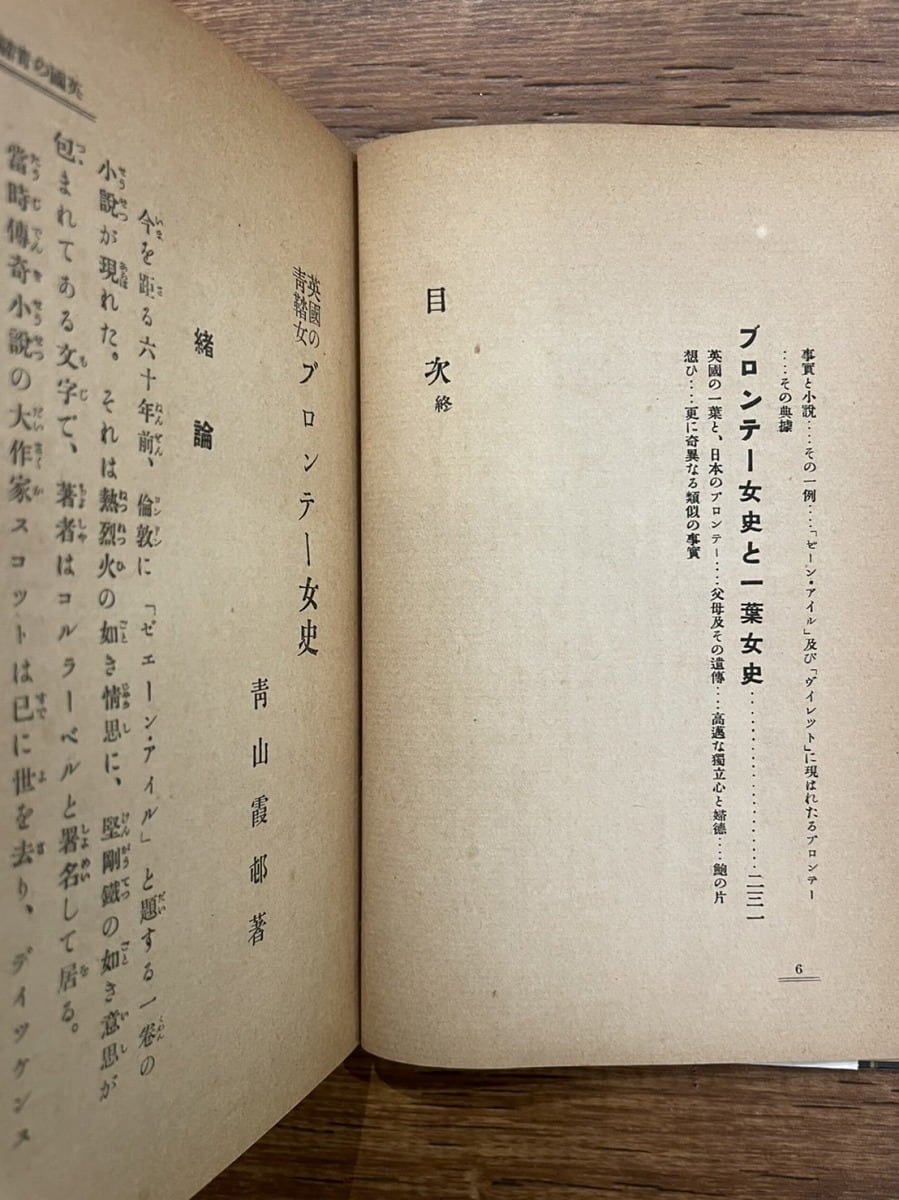 事實と小說‥‥その一例‥‥「ゼーン・アイル」及び「ヴイレツト」に現はれたるブロンテー
‥‥その典據
ブロンテー女史と一葉女史‥‥‥‥‥‥‥‥‥‥二三一
英國の一葉と、日本のブロンテー‥‥父母及その遺傳‥‥高邁な獨立心と婦德‥‥鮑の片
想ひ‥‥更に奇異なる類似の事實
目次終
6
英國の靑鞜
英國の
靑鞜女
ブロンテー女史
靑山霞邨著
緖論
今を距る六十年前、倫敦に「ゼエーン・アイル」と題する一卷の
小說が現れた。それは熱烈火の如き情思に、堅剛鐵の如き意思が
包まれてある文字で、著者はコルラーベルと署名して居る。
當時傳奇小說の大作家スコツトは已に世を去り、デイツケンス